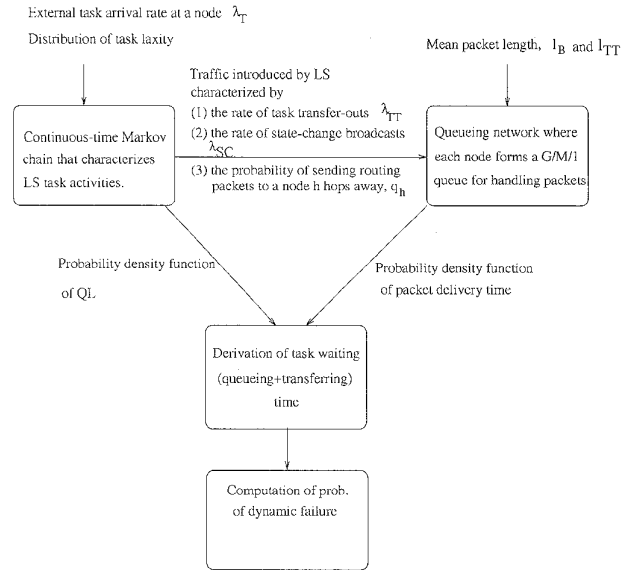 External task arrival rate at a node λT
Distribution of task laxity
Mean packet length, lB and lTT
Traffic introduced by LS
characterized by
(1) the rate of task transfer-outs λTT
(2) the rate of state-change broadcasts
λSC
(3) the probability of sending routing
packets to a node h hops away, qh
Continuous-time Markov
chain that characterizes
LS task activities.
Queueing network where
each node forms a G/M/1
queue for handling packets
Probability density function
of QL
Probability density function
of packet delivery time
Derivation of task waiting
(queueing+transferring)
time
Computation of prob.
of dynamic failure